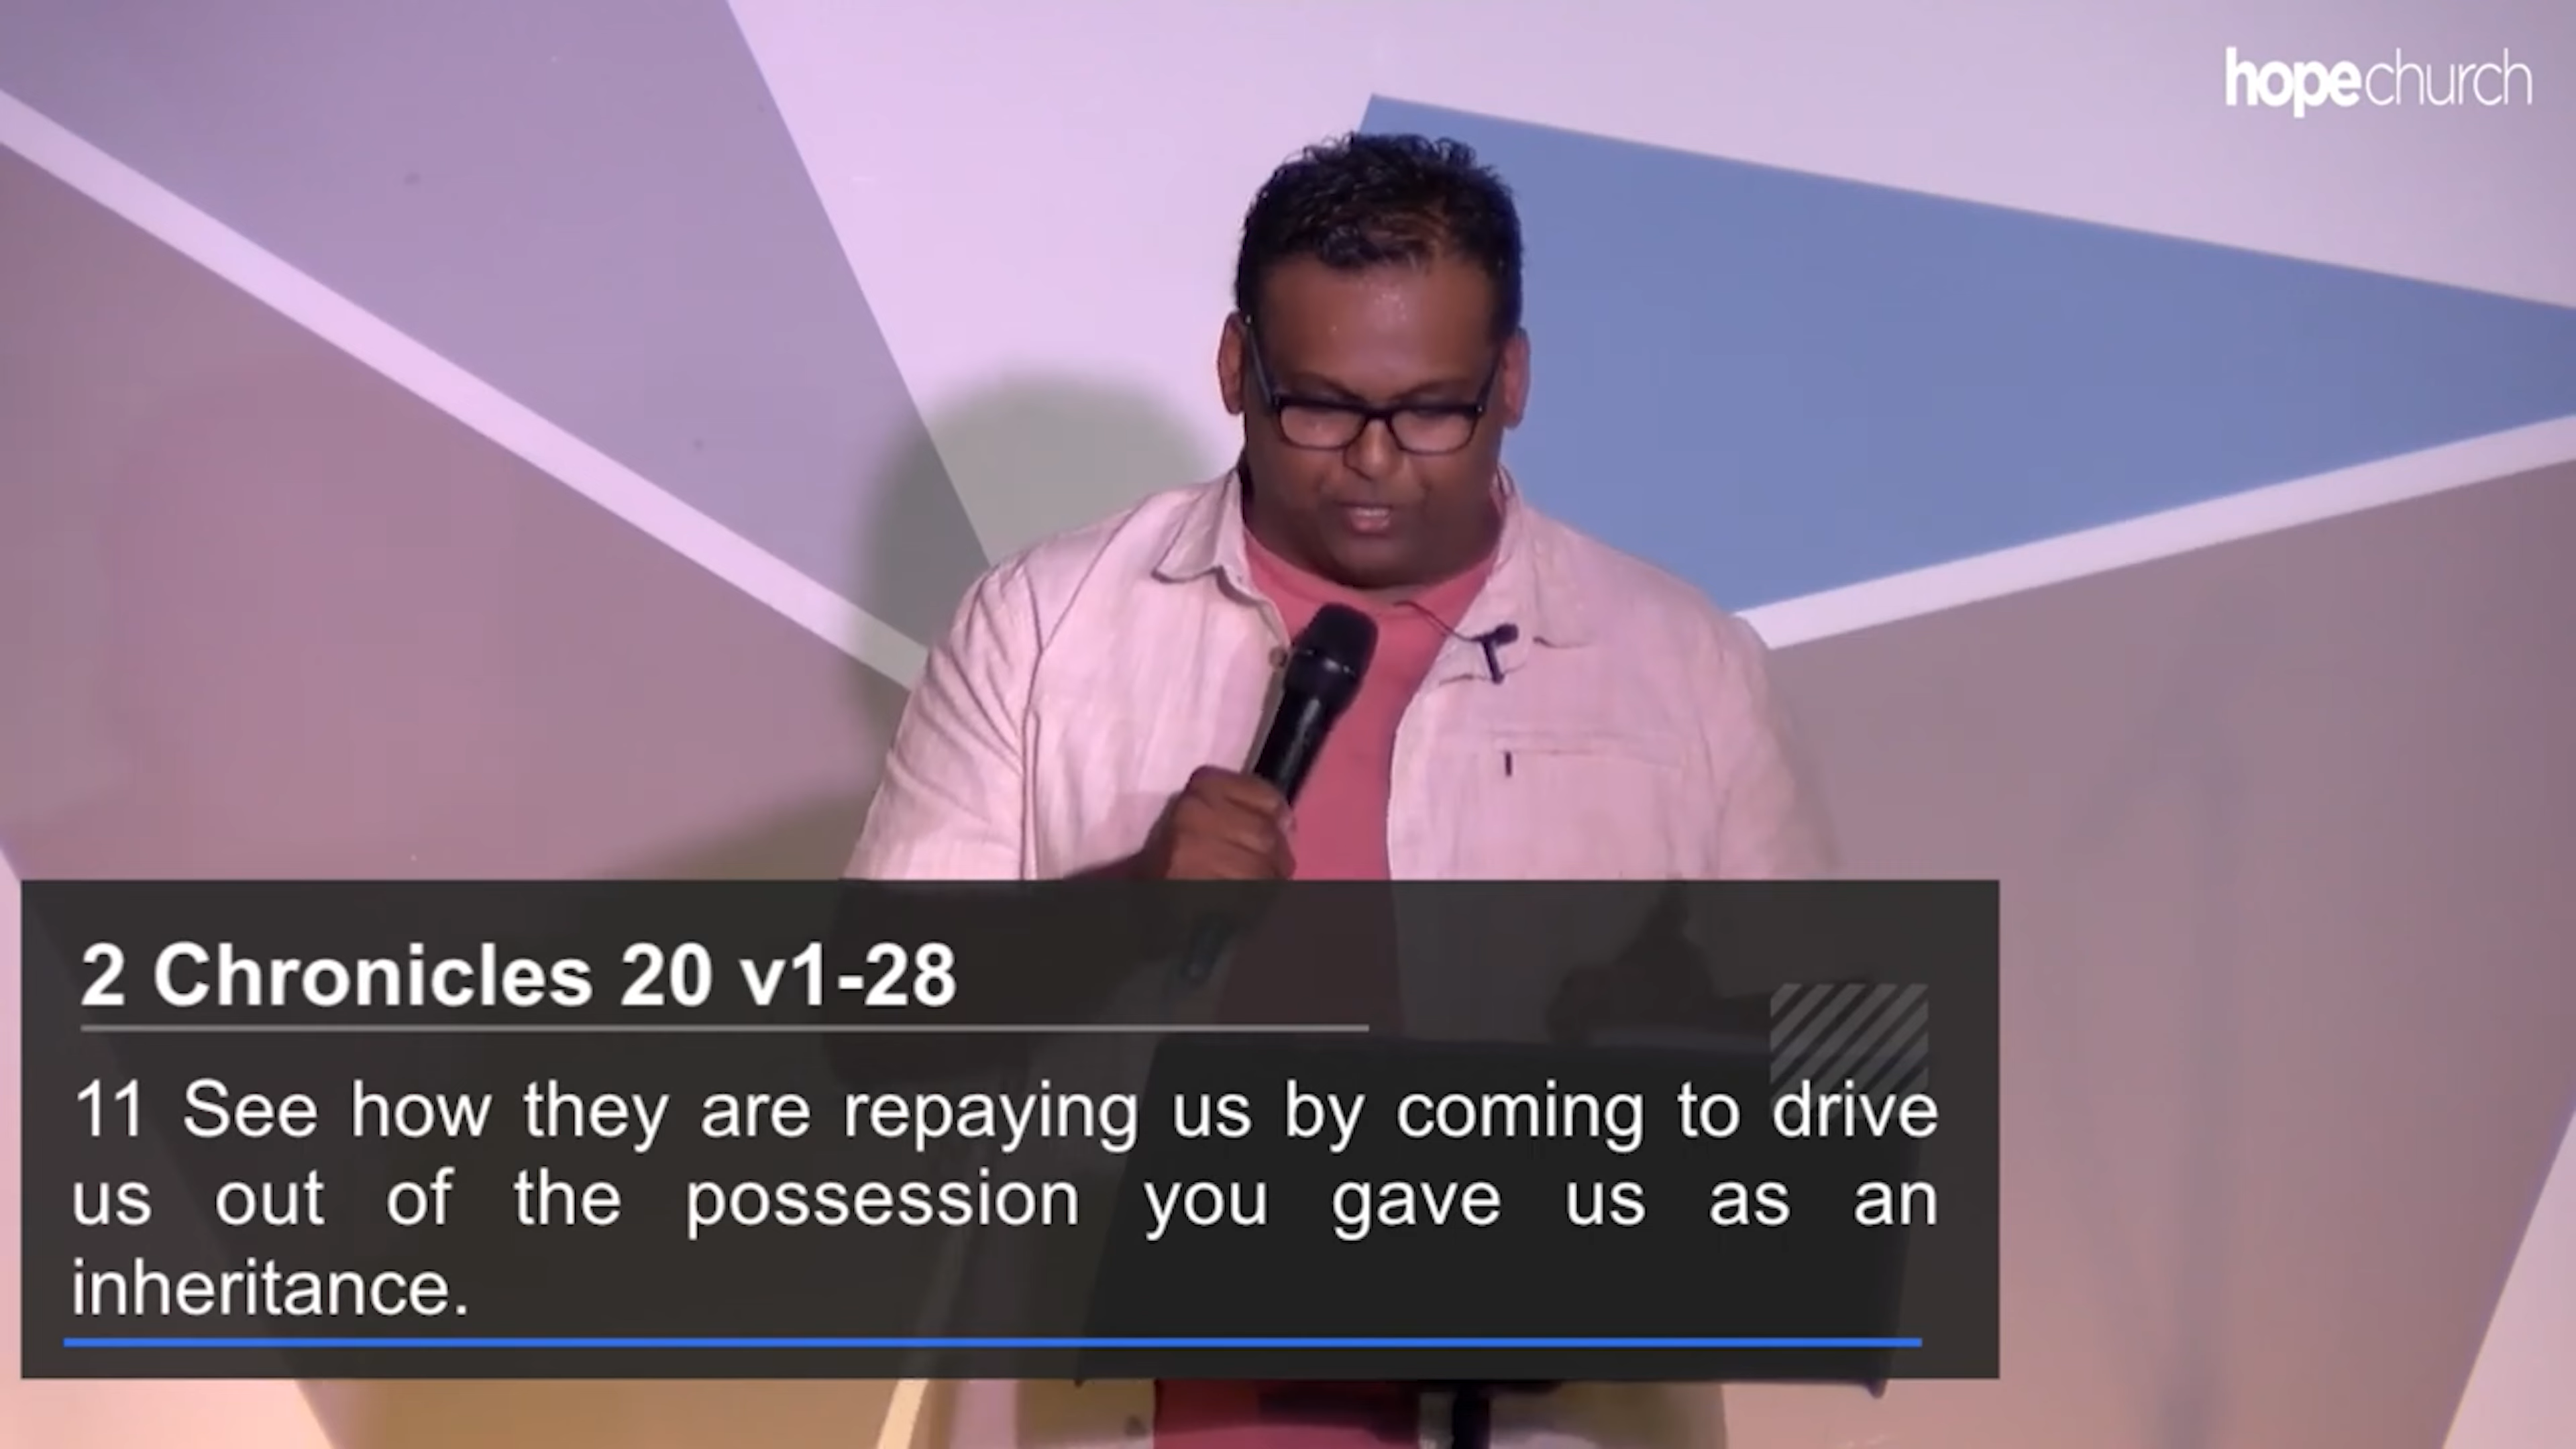 hopechurch
2 Chronicles 20 v1-28
11 See how they are repaying us by coming to drive
us out of the possession you gave us as an
inheritance.